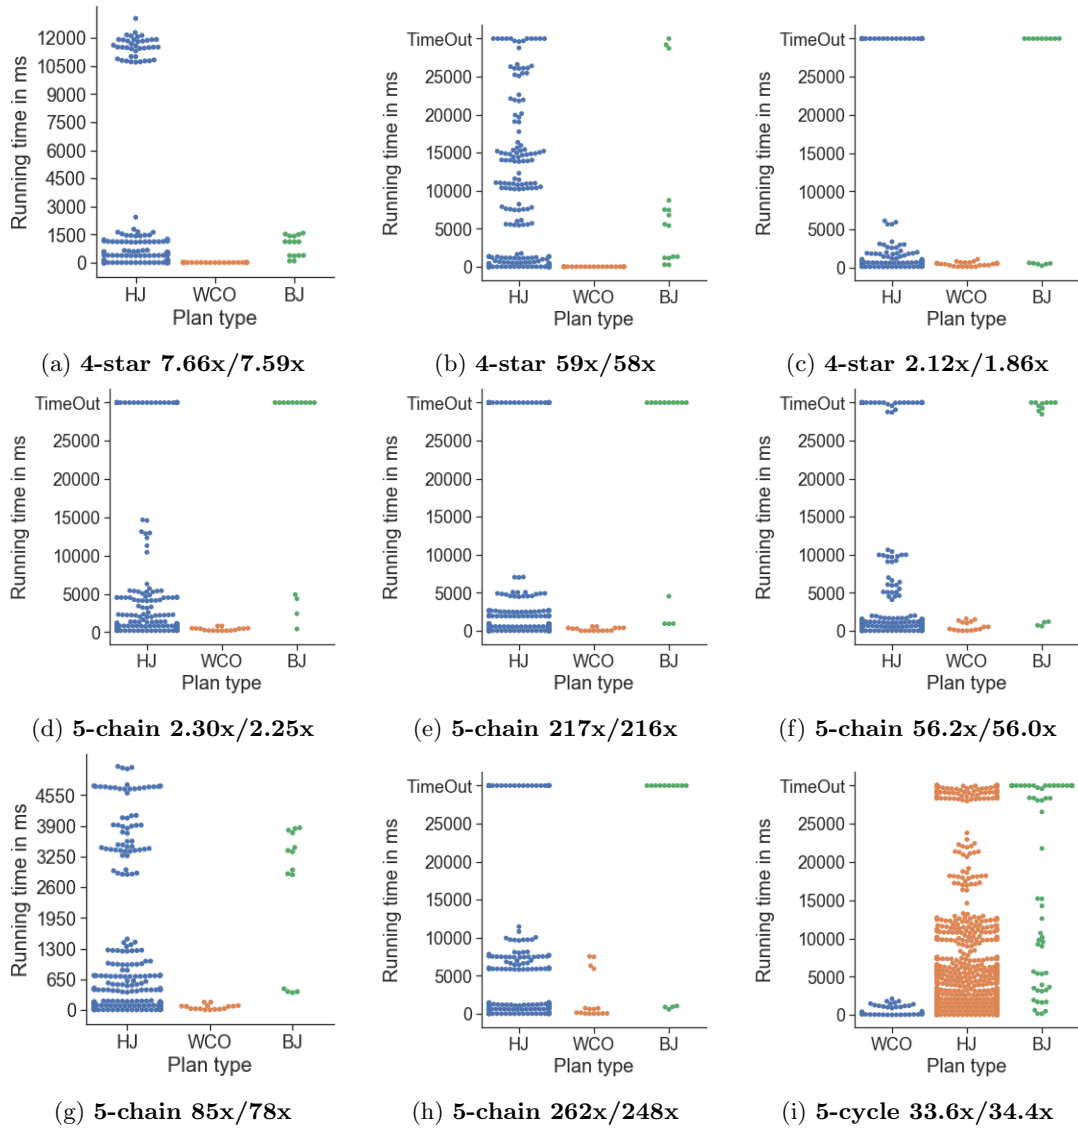 12000
10500
9000
7500
6000
4500
3000
1500
0
Running time in ms
HJ WCO BJ
Plan type
(a) 4-star 7.66x/7.59x
TimeOut
25000
20000
15000
10000
5000
0
Running time in ms
HJ WCO BJ
Plan type
(b) 4-star 59x/58x
TimeOut
25000
20000
15000
10000
5000
0
Running time in ms
HJ WCO BJ
Plan type
(c) 4-star 2.12x/1.86x
TimeOut
25000
20000
15000
10000
5000
0
Running time in ms
HJ WCO BJ
Plan type
(d) 5-chain 2.30x/2.25x
TimeOut
25000
20000
15000
10000
5000
0
Running time in ms
HJ WCO BJ
Plan type
(e) 5-chain 217x/216x
TimeOut
25000
20000
15000
10000
5000
0
Running time in ms
HJ WCO BJ
Plan type
(f) 5-chain 56.2x/56.0x
4550
3900
3250
2600
1950
1300
650
0
Running time in ms
HJ WCO BJ
Plan type
(g) 5-chain 85x/78x
TimeOut
25000
20000
15000
10000
5000
0
Running time in ms
HJ WCO BJ
Plan type
(h) 5-chain 262x/248x
TimeOut
25000
20000
15000
10000
5000
0
Running time in ms
WCO HJ BJ
Plan type
(i) 5-cycle 33.6x/34.4x